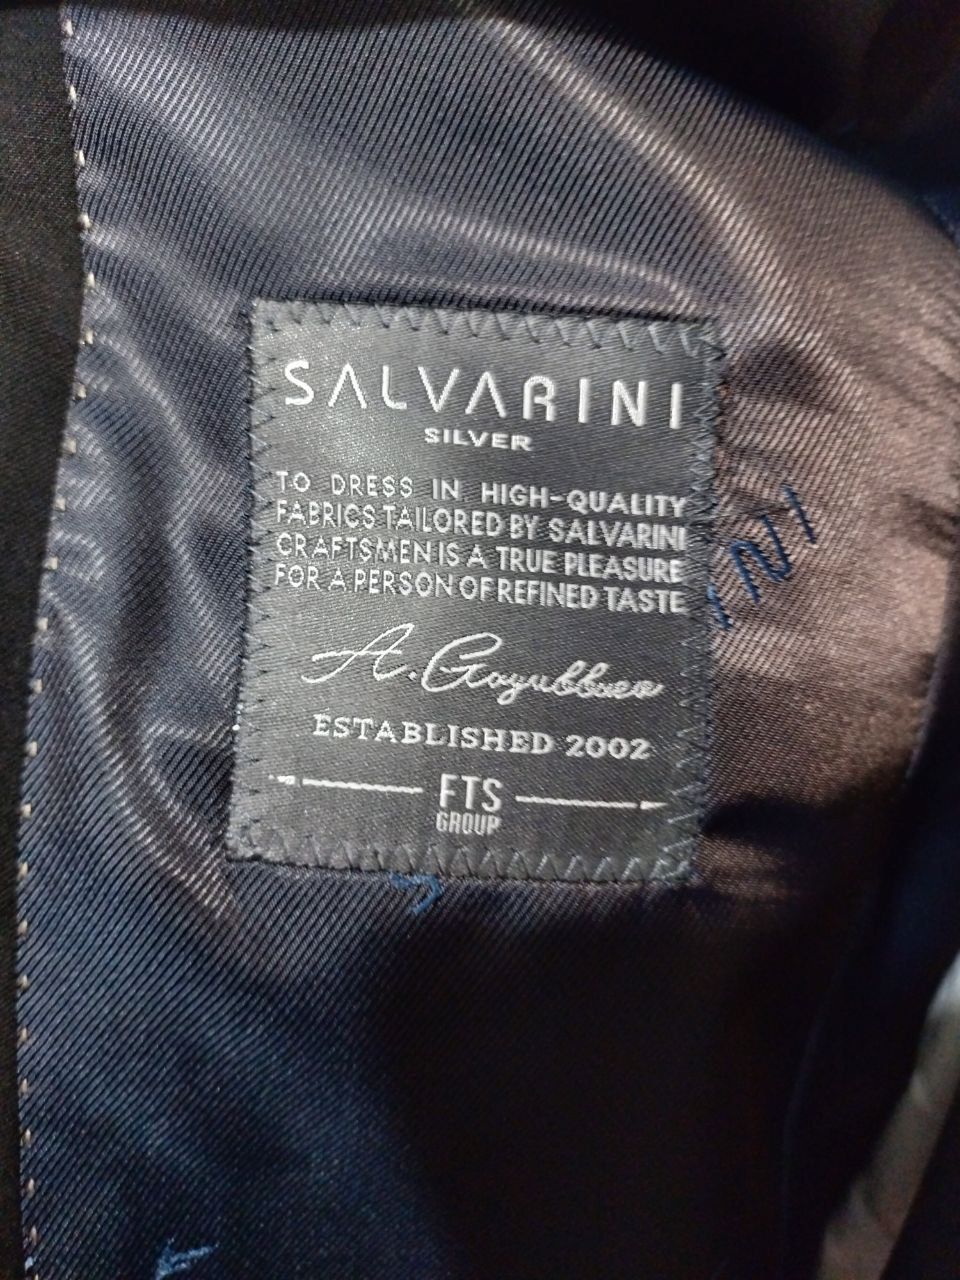 SALVARINI
SILVER
TO DRESS IN HIGH-QUALITY
FABRICS TAILORED BY SALVARINI
CRAFTSMEN IS A TRUE PLEASURE
FOR A PERSON OF REFINED TASTE
A.
ESTABLISHED 2002
FTS
GROUP
INI